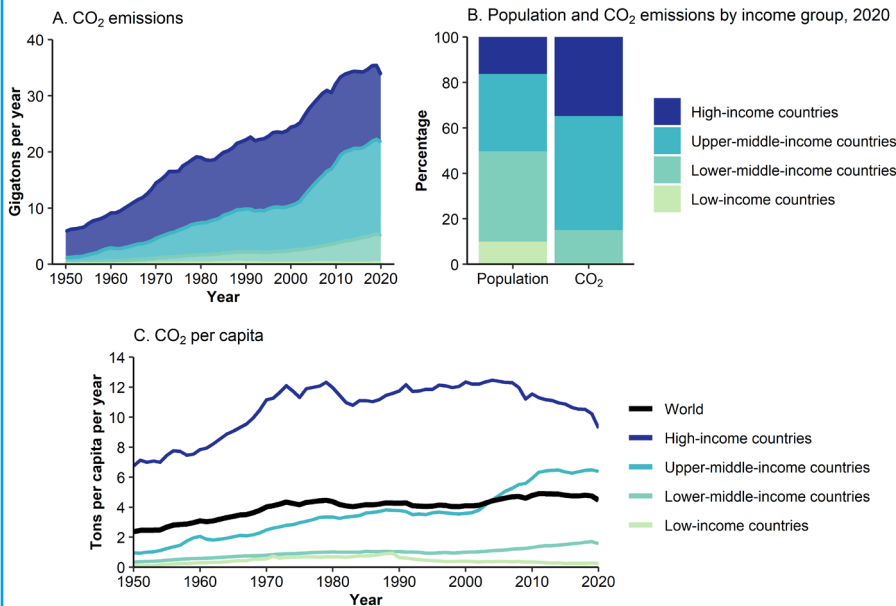 A. CO₂ emissions
Gigatons per year
40
30
20
10
0
1950 1960 1970 1980 1990 2000 2010 2020
Year
B. Population and CO₂ emissions by income group, 2020
Percentage
100
80
60
40
20
0
Population CO₂
High-income countries
Upper-middle-income countries
Lower-middle-income countries
Low-income countries
C. CO₂ per capita
Tons per capita per year
14
12
10
8
6
4
2
0
1950 1960 1970 1980 1990 2000 2010 2020
Year
World
High-income countries
Upper-middle-income countries
Lower-middle-income countries
Low-income countries